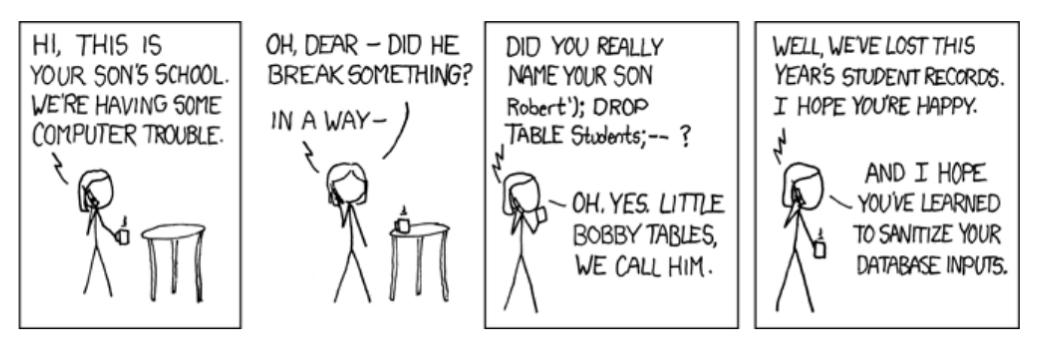 HI, THIS IS
YOUR SON'S SCHOOL.
WE'RE HAVING SOME
COMPUTER TROUBLE.
OH, DEAR – DID HE
BREAK SOMETHING?
IN A WAY–
DID YOU REALLY
NAME YOUR SON
Robert'); DROP
TABLE Students;-- ?
OH. YES. LITTLE
BOBBY TABLES,
WE CALL HIM.
WELL, WE'VE LOST THIS
YEAR'S STUDENT RECORDS.
I HOPE YOU'RE HAPPY.
AND I HOPE
YOU'VE LEARNED
TO SANITIZE YOUR
DATABASE INPUTS.